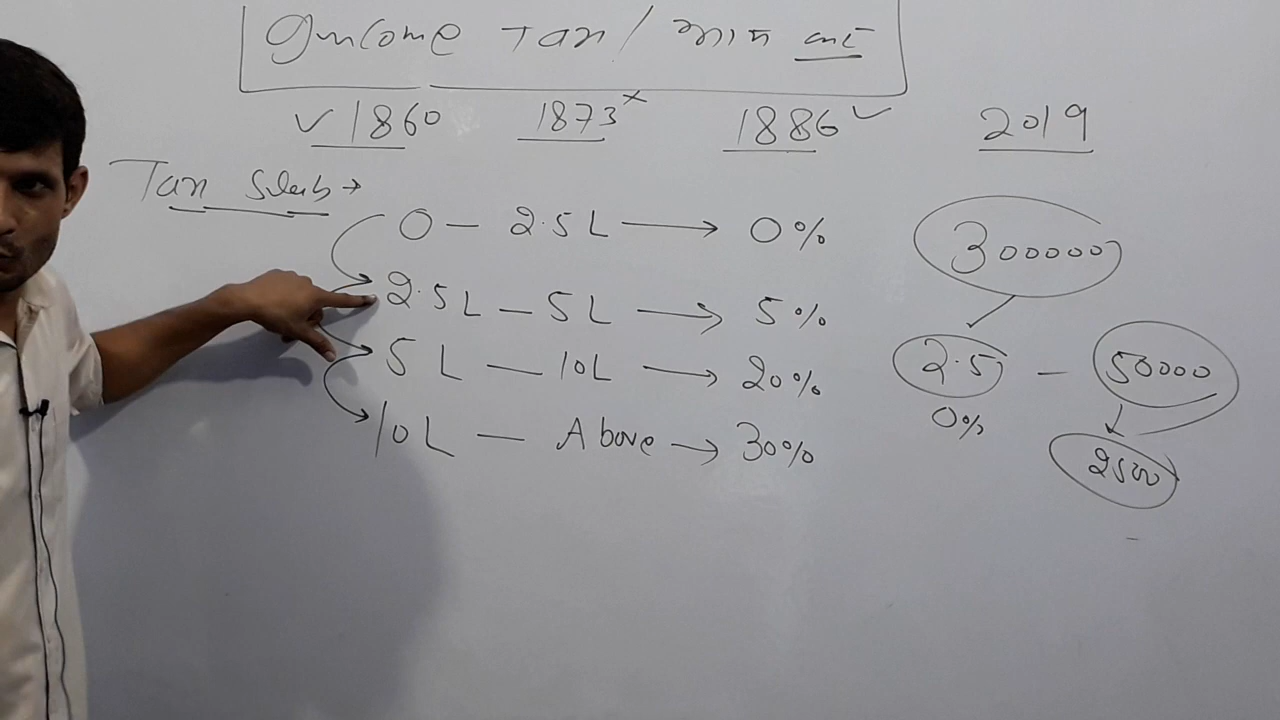 Income Tax / आय कर
✓ 1860 1873 × 1886 ✓ 2019
Tax Slab →
0 — 2.5 L → 0%
300000
2.5 L — 5 L → 5%
5 L — 10 L → 20%
2.5 — 50000
0%
10 L — Above → 30%
2500